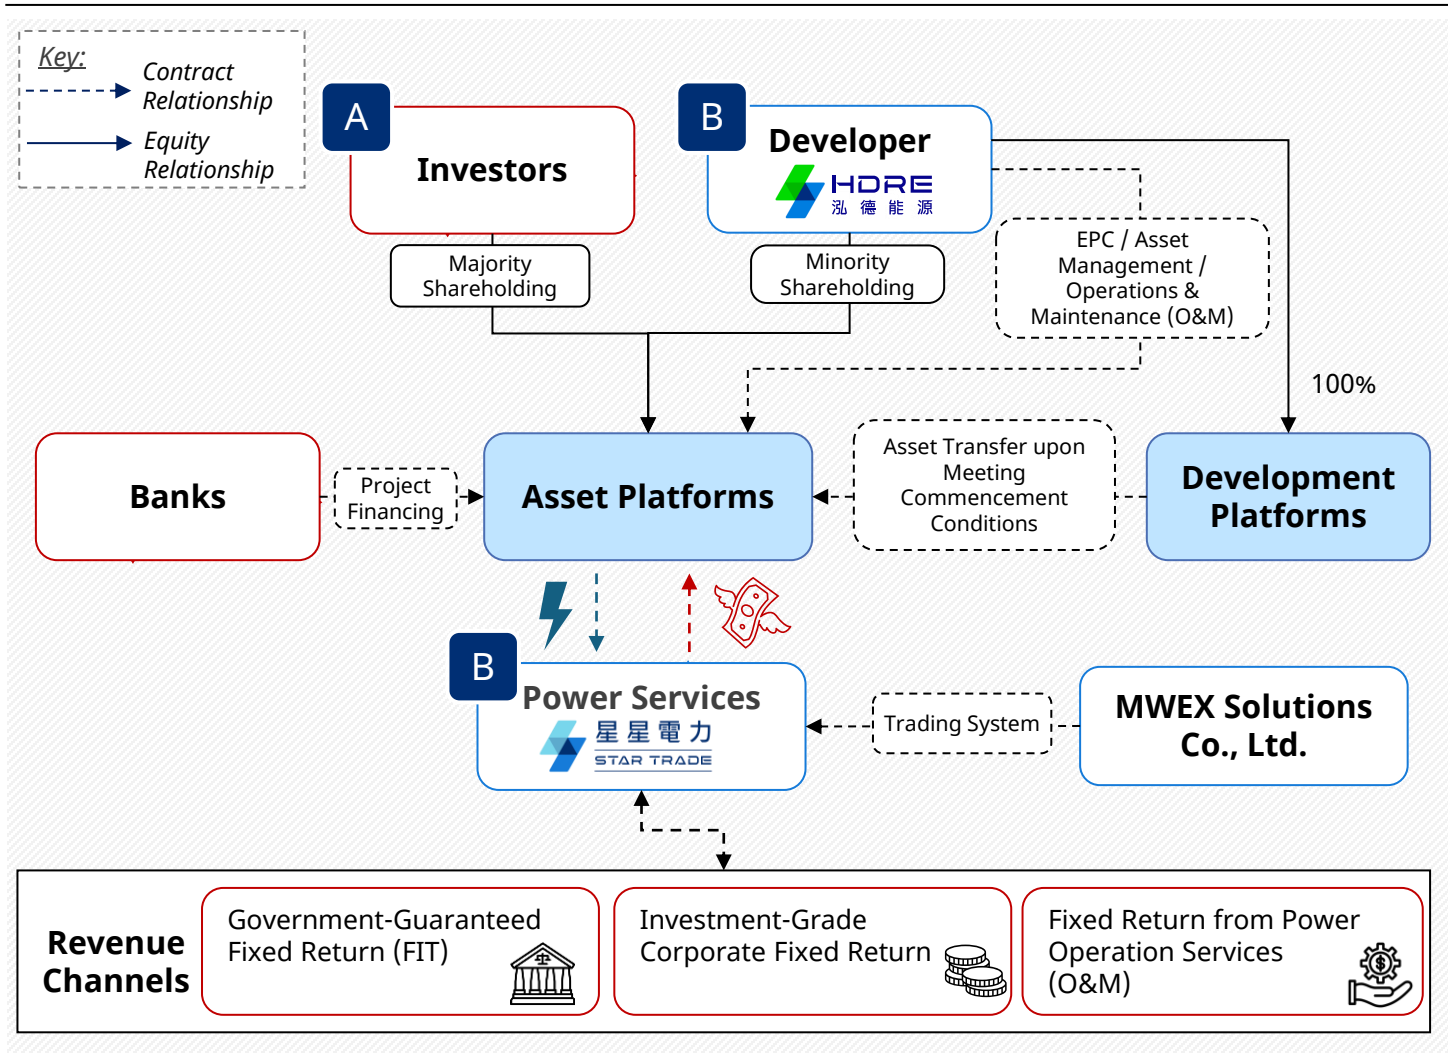 Key:
Contract
Relationship
Equity
Relationship
A
Investors
B
Developer
HDRE
泓德能源
Majority
Shareholding
Minority
Shareholding
EPC / Asset
Management /
Operations &
Maintenance (O&M)
100%
Banks
Project
Financing
Asset Platforms
Asset Transfer upon
Meeting
Commencement
Conditions
Development
Platforms
B
Power Services
星星電力
STAR TRADE
Trading System
MWEX Solutions
Co., Ltd.
Revenue
Channels
Government-Guaranteed
Fixed Return (FIT)
Investment-Grade
Corporate Fixed Return
Fixed Return from Power
Operation Services
(O&M)